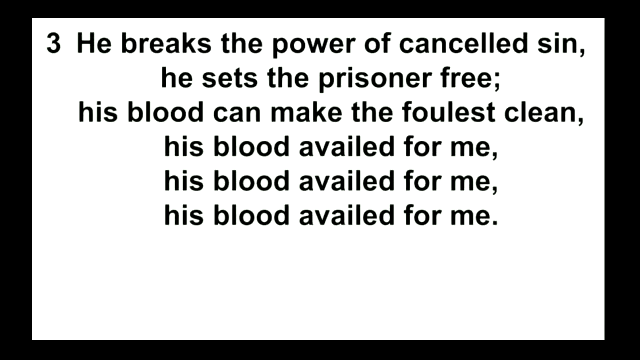 3 He breaks the power of cancelled sin,
he sets the prisoner free;
his blood can make the foulest clean,
his blood availed for me,
his blood availed for me,
his blood availed for me.